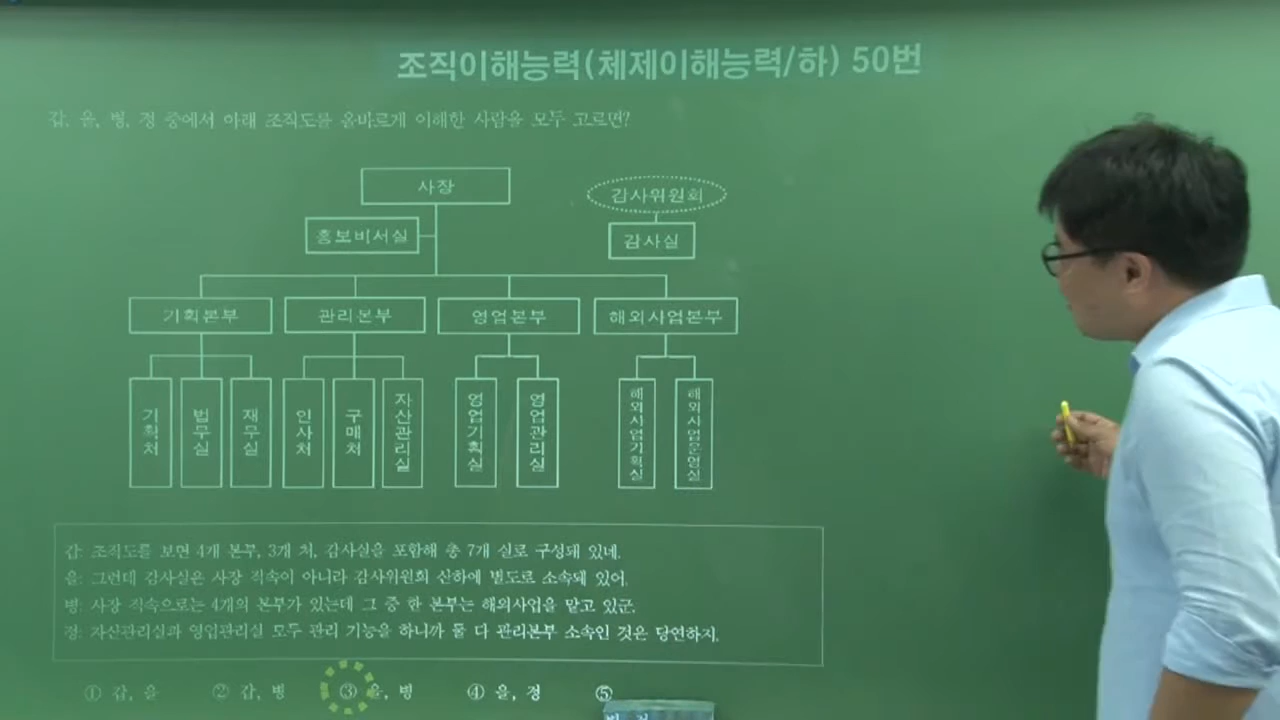 조직이해능력(체제이해능력/하) 50번
갑, 을, 병, 정 중에서 아래 조직도를 올바르게 이해한 사람을 모두 고르면?
사장
감사위원회
홍보비서실
감사실
기획본부
관리본부
영업본부
해외사업본부
기획처
법무실
재무실
인사처
구매처
자산관리실
영업기획실
영업관리실
해외사업기획실
해외사업운영실
갑: 조직도를 보면 4개 본부, 3개 처, 감사실을 포함해 총 7개 실로 구성돼 있네.
을: 그런데 감사실은 사장 직속이 아니라 감사위원회 산하에 별도로 소속돼 있어.
병: 사장 직속으로는 4개의 본부가 있는데 그 중 한 본부는 해외사업을 맡고 있군.
정: 자산관리실과 영업관리실 모두 관리 기능을 하니까 둘 다 관리본부 소속인 것은 당연하지.
① 갑, 을 ② 갑, 병 ③ 을, 병 ④ 을, 정 ⑤